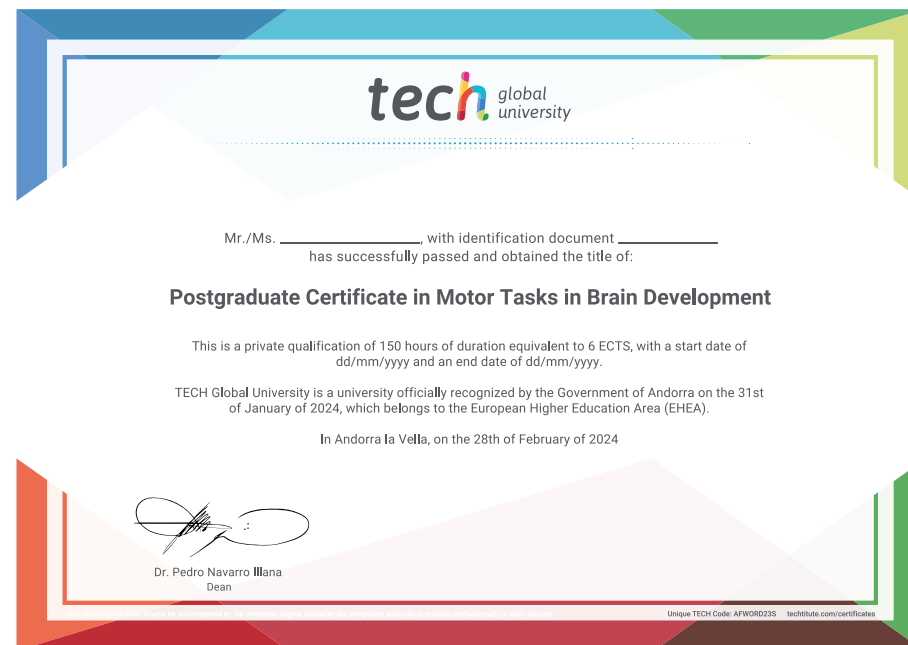 tech global university
Mr./Ms. ____________________, with identification document ______________
has successfully passed and obtained the title of:
Postgraduate Certificate in Motor Tasks in Brain Development
This is a private qualification of 150 hours of duration equivalent to 6 ECTS, with a start date of
dd/mm/yyyy and an end date of dd/mm/yyyy.
TECH Global University is a university officially recognized by the Government of Andorra on the 31st
of January of 2024, which belongs to the European Higher Education Area (EHEA).
In Andorra la Vella, on the 28th of February of 2024
Dr. Pedro Navarro Illana
Dean
Unique TECH Code: AFWORD23S techtitute.com/certificates